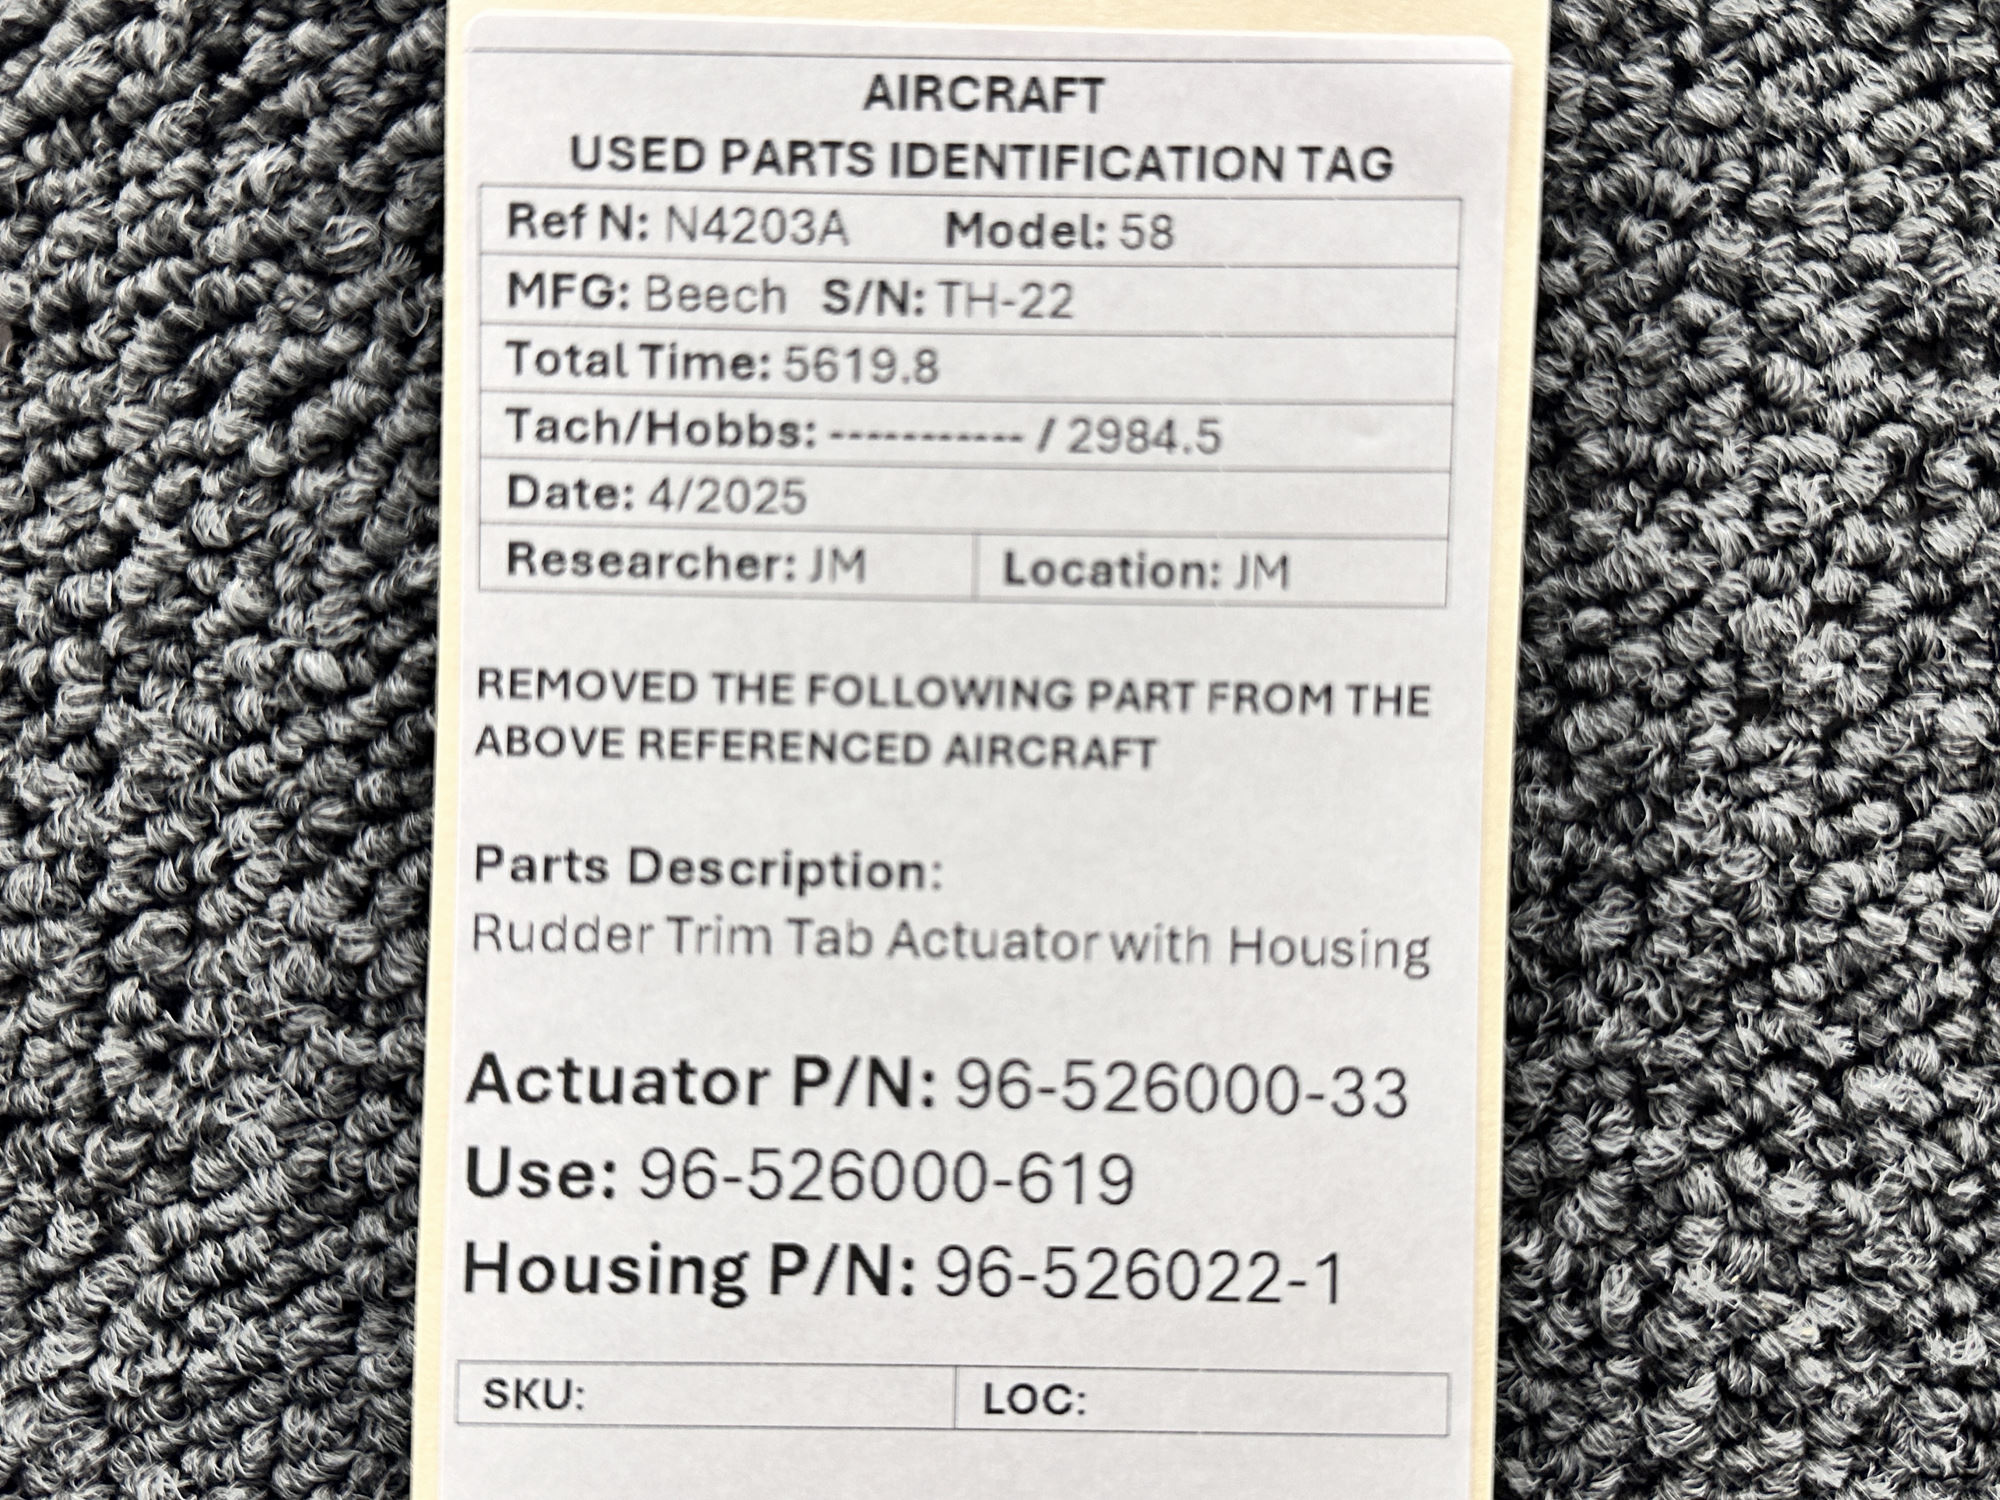 AIRCRAFT
USED PARTS IDENTIFICATION TAG
Ref N: N4203A Model: 58
MFG: Beech S/N: TH-22
Total Time: 5619.8
Tach/Hobbs: ----------- / 2984.5
Date: 4/2025
Researcher: JM Location: JM
REMOVED THE FOLLOWING PART FROM THE
ABOVE REFERENCED AIRCRAFT
Parts Description:
Rudder Trim Tab Actuator with Housing
Actuator P/N: 96-526000-33
Use: 96-526000-619
Housing P/N: 96-526022-1
SKU: LOC: